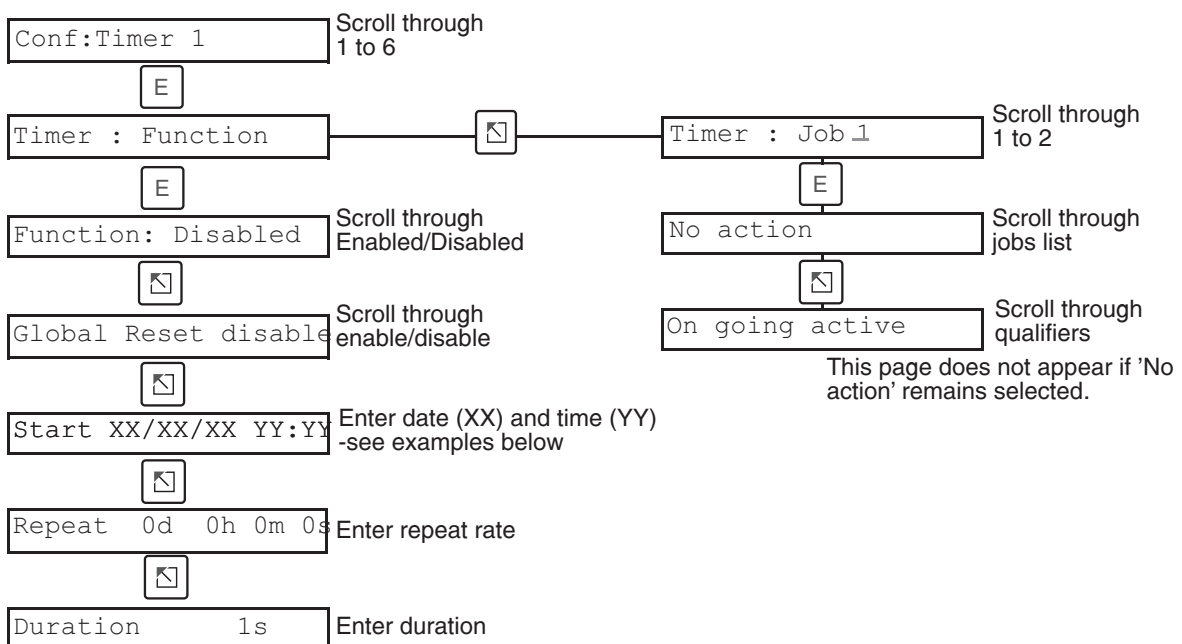 Conf:Timer 1
Scroll through
1 to 6
E
Timer : Function
Timer : Job 1
Scroll through
1 to 2
E
E
Function: Disabled
Scroll through
Enabled/Disabled
No action
Scroll through
jobs list
Global Reset disable
Scroll through
enable/disable
On going active
Scroll through
qualifiers
This page does not appear if 'No
action' remains selected.
Start XX/XX/XX YY:YY
Enter date (XX) and time (YY)
-see examples below
Repeat 0d 0h 0m 0s
Enter repeat rate
Duration 1s
Enter duration